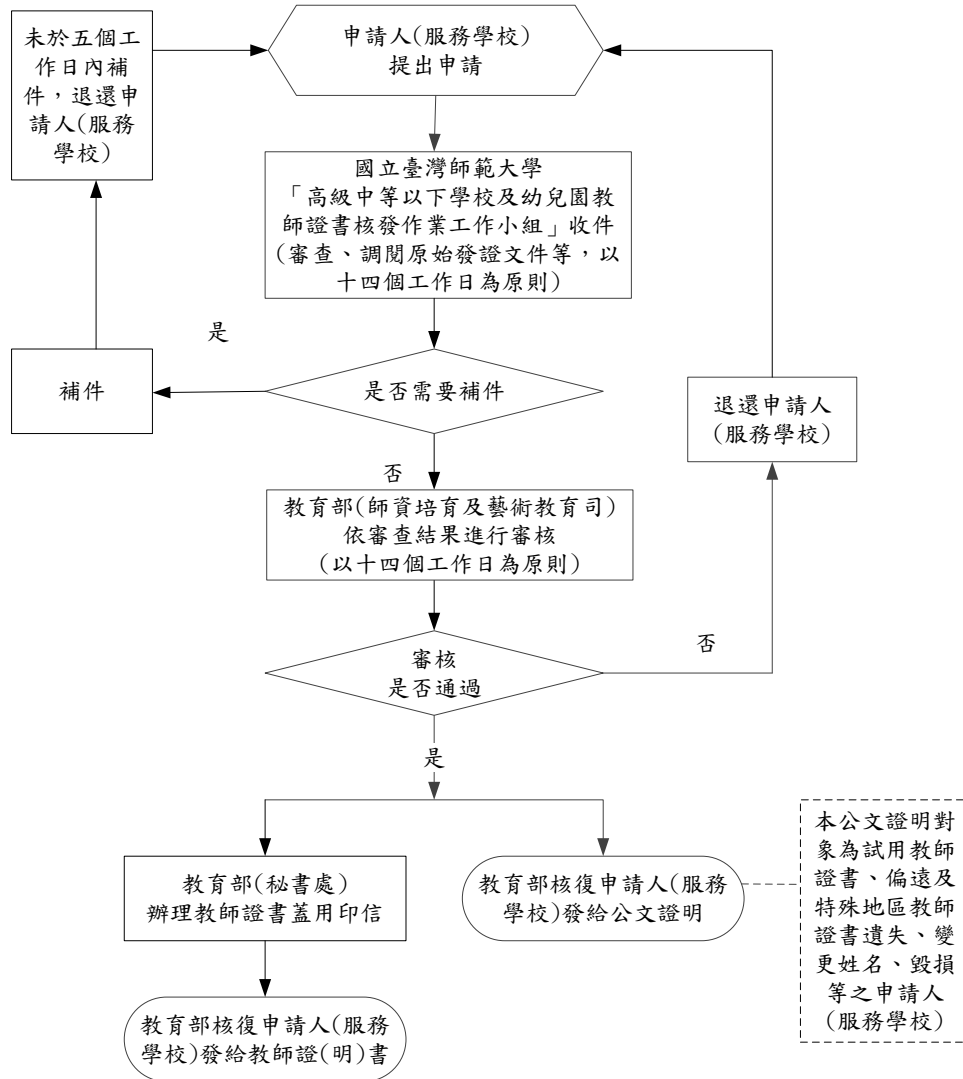 未於五個工
作日內補
件，退還申
請人(服務
學校)
申請人(服務學校)
提出申請
國立臺灣師範大學
「高級中等以下學校及幼兒園教
師證書核發作業工作小組」收件
(審查、調閱原始發證文件等，以
十四個工作日為原則)
是
補件
是否需要補件
退還申請人
(服務學校)
否
教育部(師資培育及藝術教育司)
依審查結果進行審核
(以十四個工作日為原則)
審核
是否通過
否
是
教育部(秘書處)
辦理教師證書蓋用印信
教育部核復申請人(服務
學校)發給公文證明
本公文證明對
象為試用教師
證書、偏遠及
特殊地區教師
證書遺失、變
更姓名、毀損
等之申請人
(服務學校)
教育部核復申請人(服務
學校)發給教師證(明)書